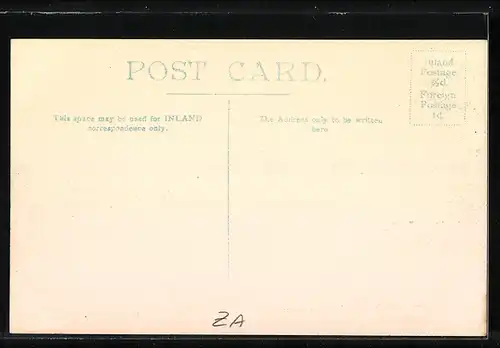 POST CARD.
Inland
Postage
½d.
Foreign
Postage
1d.
This space may be used for INLAND
correspondence only.
The Address only to be written
here
ZA